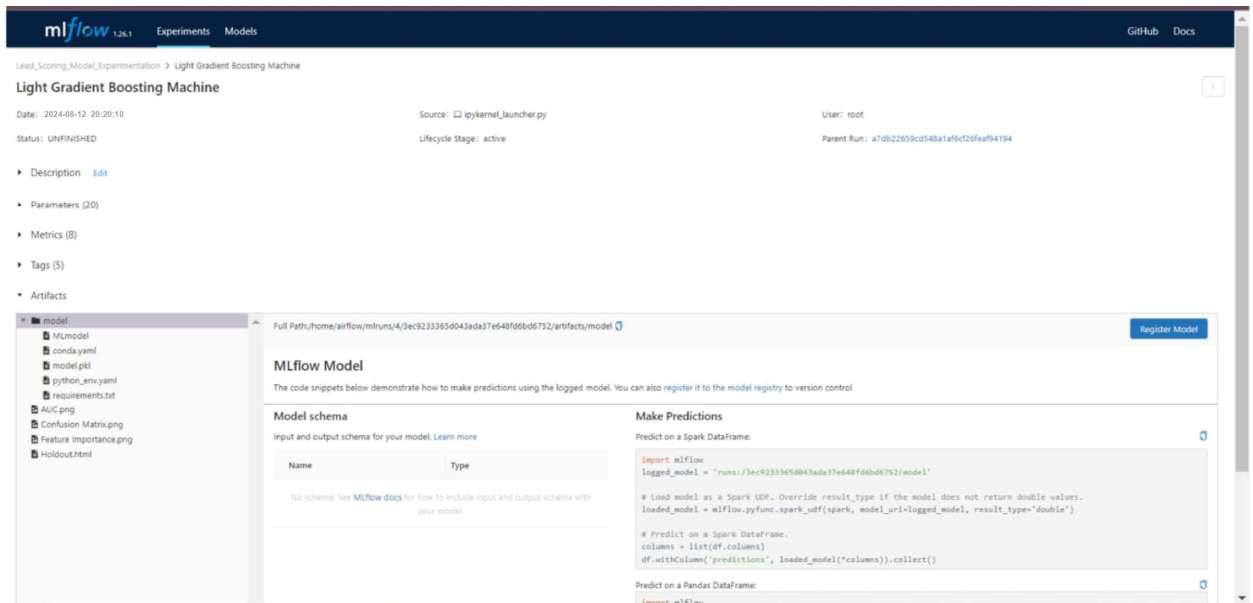 mlflow 1.26.1 Experiments Models GitHub Docs
Lead_Scoring_Model_Experimentation > Light Gradient Boosting Machine
Light Gradient Boosting Machine
Date: 2024-08-12 20:20:10 Source: ipykernel_launcher.py User: root
Status: UNFINISHED Lifecycle Stage: active Parent Run: a7db22659cd548a1af6cf26feaf94194
Description Edit
Parameters (20)
Metrics (8)
Tags (5)
Artifacts
model
MLmodel
conda.yaml
model.pkl
python_env.yaml
requirements.txt
AUC.png
Confusion Matrix.png
Feature Importance.png
Holdout.html
Full Path:/home/airflow/mlruns/4/3ec9233365d043ada37e648fd6bd6752/artifacts/model
Register Model
MLflow Model
The code snippets below demonstrate how to make predictions using the logged model. You can also register it to the model registry to version control
Model schema
Input and output schema for your model. Learn more
Name Type
No schema. See MLflow docs for how to include input and output schema with
your model.
Make Predictions
Predict on a Spark DataFrame:
import mlflow
logged_model = 'runs:/3ec9233365d043ada37e648fd6bd6752/model'
# Load model as a Spark UDF. Override result_type if the model does not return double values.
loaded_model = mlflow.pyfunc.spark_udf(spark, model_uri=logged_model, result_type='double')
# Predict on a Spark DataFrame.
columns = list(df.columns)
df.withColumn('predictions', loaded_model(*columns)).collect()
Predict on a Pandas DataFrame:
import mlflow